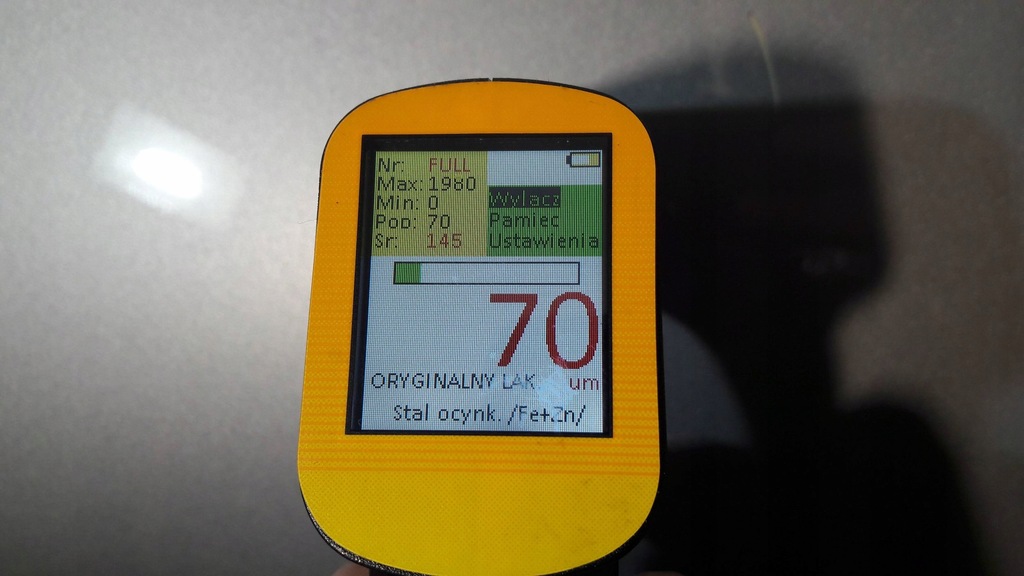 Nr: FULL
Max: 1980
Min: 0
Pop: 70
Sr: 145
Wylacz
Pamiec
Ustawienia
70
ORYGINALNY LAK um
Stal ocynk. /Fe+Zn/